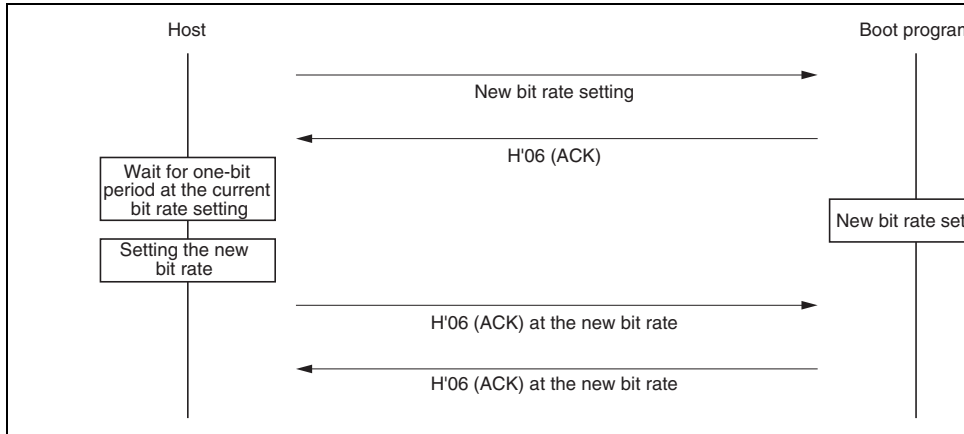 Host
Boot program
New bit rate setting
H'06 (ACK)
Wait for one-bit
period at the current
bit rate setting
New bit rate set
Setting the new
bit rate
H'06 (ACK) at the new bit rate
H'06 (ACK) at the new bit rate